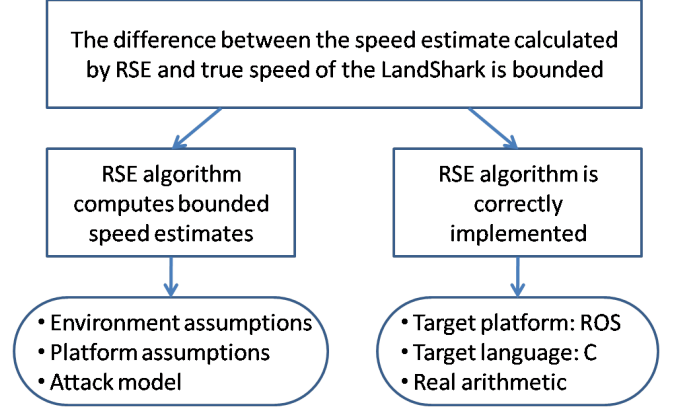 The difference between the speed estimate calculated
by RSE and true speed of the LandShark is bounded
RSE algorithm
computes bounded
speed estimates
RSE algorithm is
correctly
implemented
• Environment assumptions
• Platform assumptions
• Attack model
• Target platform: ROS
• Target language: C
• Real arithmetic